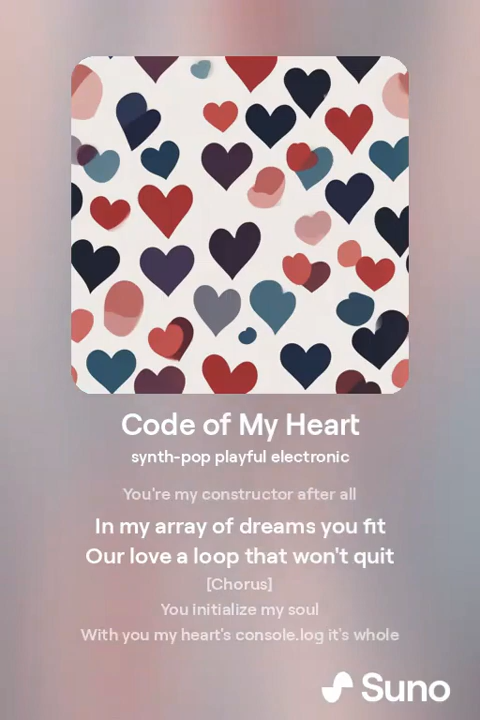 Code of My Heart
synth-pop playful electronic
You're my constructor after all
In my array of dreams you fit
Our love a loop that won't quit
[Chorus]
You initialize my soul
With you my heart's console.log it's whole
Suno